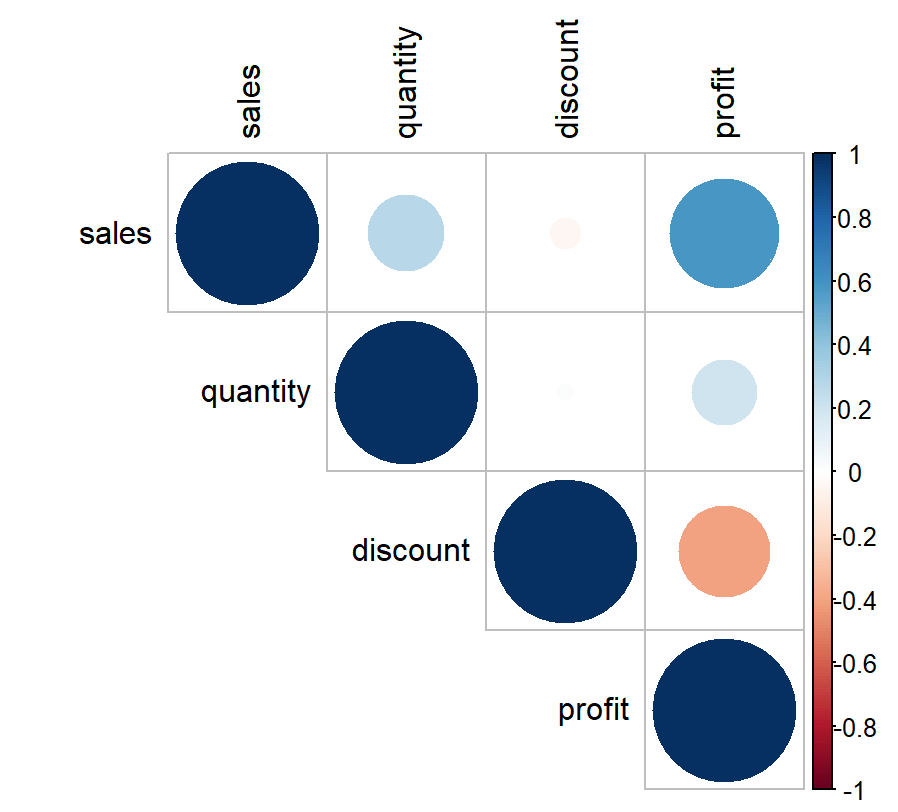 sales
quantity
discount
profit
sales
quantity
discount
profit
1
0.8
0.6
0.4
0.2
0
-0.2
-0.4
-0.6
-0.8
-1